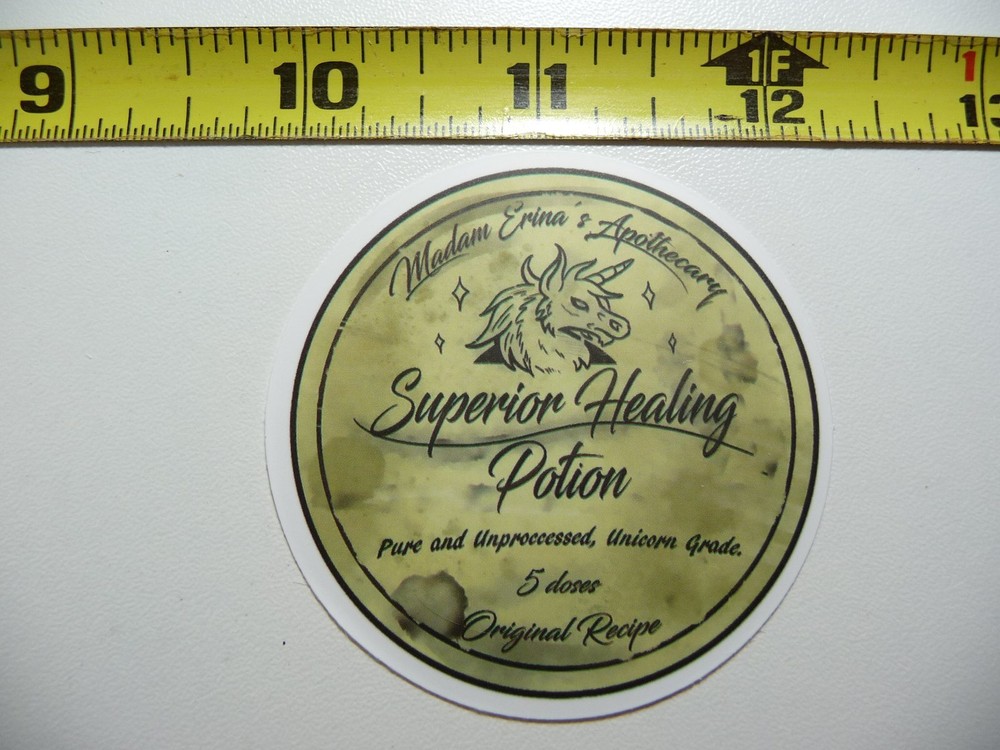 9 10 11 1F 12 1
Madam Erina´s Apothecary
Superior Healing
Potion
Pure and Unproccessed, Unicorn Grade.
5 doses
Original Recipe